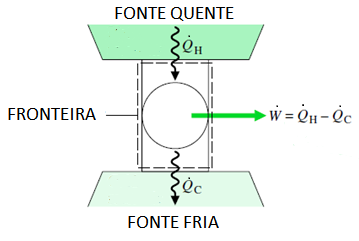 FONTE QUENTE
Q̇H
FRONTEIRA
Ẇ = Q̇H – Q̇C
Q̇C
FONTE FRIA